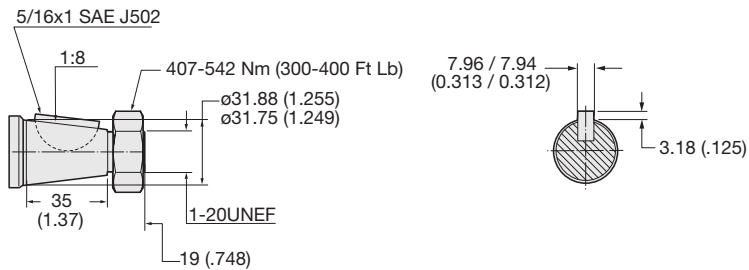 5/16x1 SAE J502
1:8
407-542 Nm (300-400 Ft Lb)
ø31.88 (1.255)
ø31.75 (1.249)
35
(1.37)
1-20UNEF
19 (.748)
7.96 / 7.94
(0.313 / 0.312)
3.18 (.125)